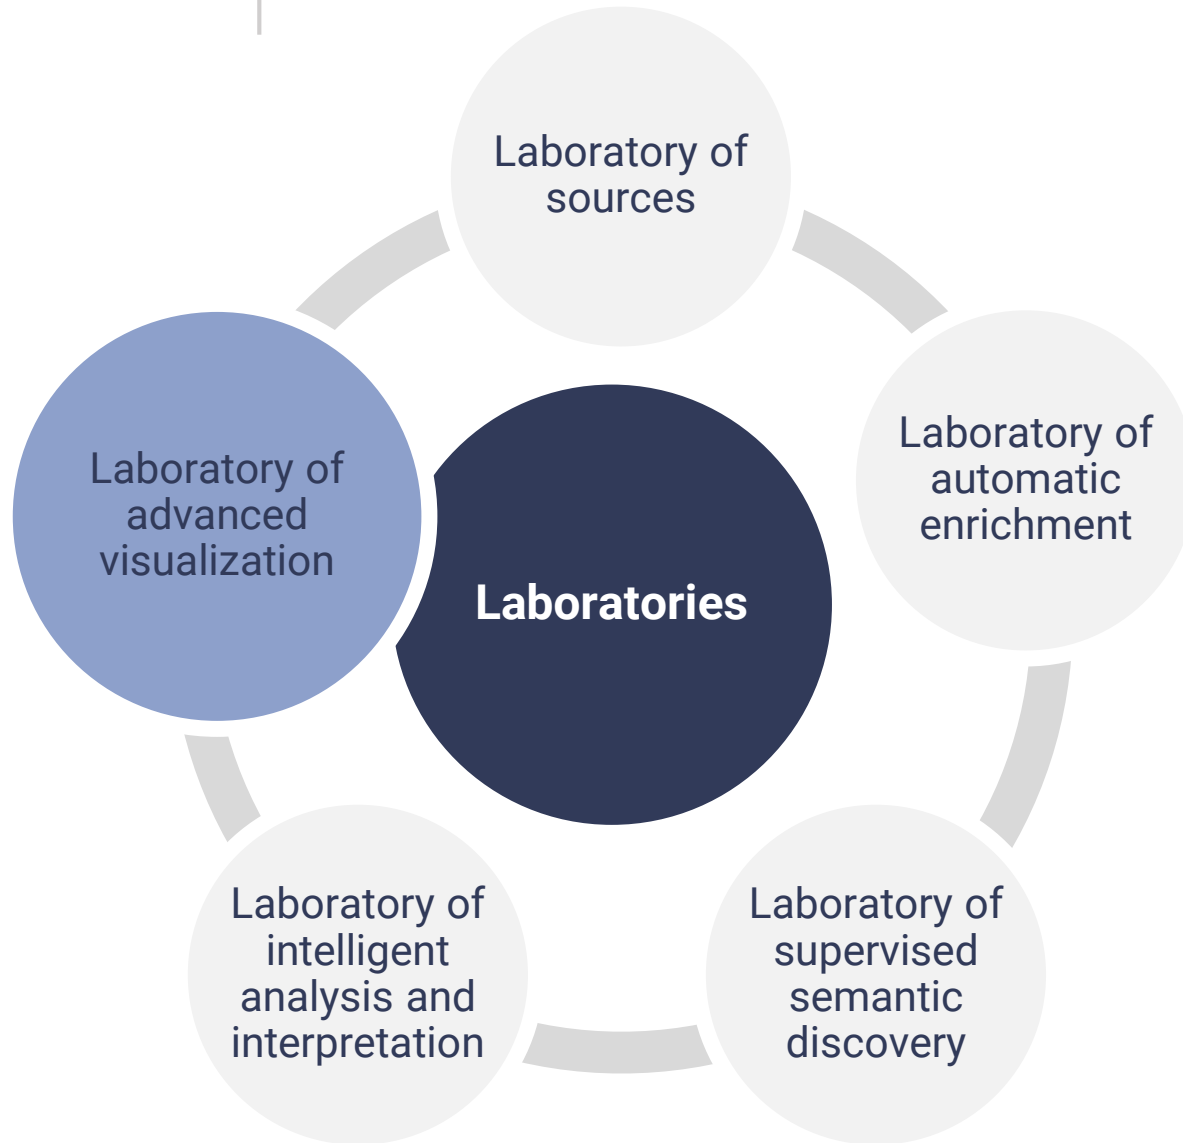 Laboratory of
sources
Laboratory of
automatic
enrichment
Laboratory of
advanced
visualization
Laboratories
Laboratory of
intelligent
analysis and
interpretation
Laboratory of
supervised
semantic
discovery